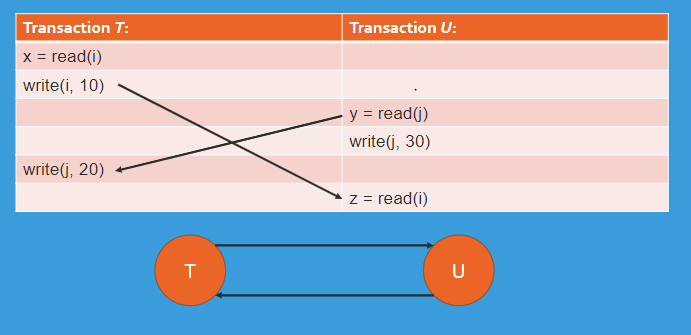 Transaction T: Transaction U:
x = read(i)
write(i, 10)
y = read(j)
write(j, 30)
write(j, 20)
z = read(i)
T U